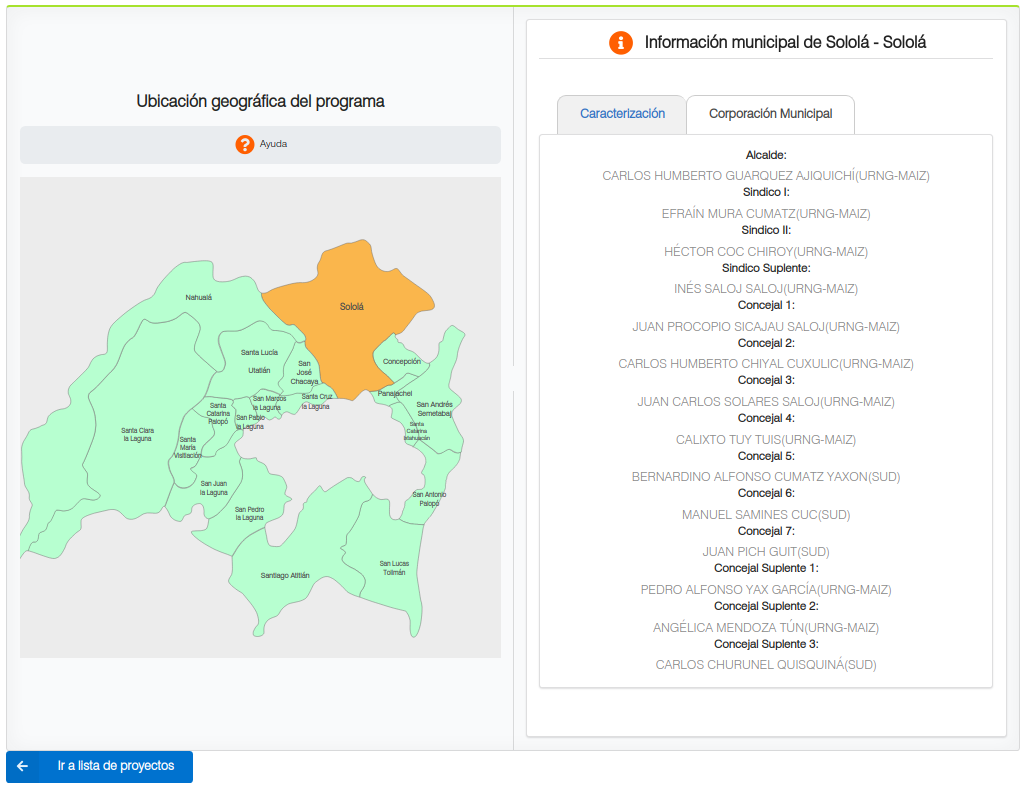 Ubicación geográfica del programa
Ayuda
Nahualá
Sololá
Santa Lucía
Utatlán
San
José
Chacaya
Concepción
Panajachel
Santa Cruz
la Laguna
San Marcos
la Laguna
San Pablo
la Laguna
Santa
Catarina
Palopó
San Andrés
Semetabaj
Santa
Catarina
Ixtahuacán
Santa Clara
la Laguna
Santa
María
Visitiación
San Juan
la Laguna
San Pedro
la Laguna
San Antonio
Palopó
Santiago Atitlán
San Lucas
Tolimán
Información municipal de Sololá - Sololá
Caracterización
Corporación Municipal
Alcalde:
CARLOS HUMBERTO GUARQUEZ AJIQUICHÍ(URNG-MAIZ)
Sindico I:
EFRAÍN MURA CUMATZ(URNG-MAIZ)
Sindico II:
HÉCTOR COC CHIROY(URNG-MAIZ)
Sindico Suplente:
INÉS SALOJ SALOJ(URNG-MAIZ)
Concejal 1:
JUAN PROCOPIO SICAJAU SALOJ(URNG-MAIZ)
Concejal 2:
CARLOS HUMBERTO CHIYAL CUXULIC(URNG-MAIZ)
Concejal 3:
JUAN CARLOS SOLARES SALOJ(URNG-MAIZ)
Concejal 4:
CALIXTO TUY TUIS(URNG-MAIZ)
Concejal 5:
BERNARDINO ALFONSO CUMATZ YAXON(SUD)
Concejal 6:
MANUEL SAMINES CUC(SUD)
Concejal 7:
JUAN PICH GUIT(SUD)
Concejal Suplente 1:
PEDRO ALFONSO YAX GARCÍA(URNG-MAIZ)
Concejal Suplente 2:
ANGÉLICA MENDOZA TÚN(URNG-MAIZ)
Concejal Suplente 3:
CARLOS CHURUNEL QUISQUINÁ(SUD)
Ir a lista de proyectos